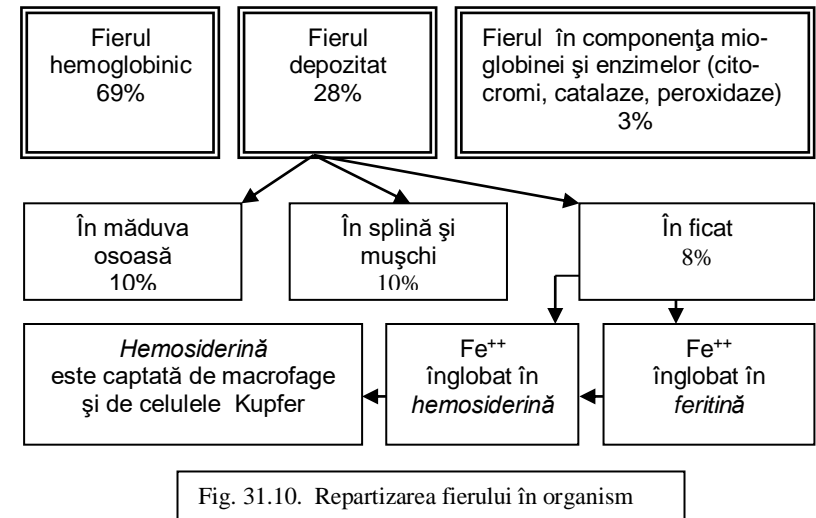 Fierul
hemoglobinic
69%
Fierul
depozitat
28%
Fierul în componenţa mio-
globinei şi enzimelor (cito-
cromi, catalaze, peroxidaze)
3%
În măduva
osoasă
10%
În splină şi
muşchi
10%
În ficat
8%
Hemosiderină
este captată de macrofage
şi de celulele Kupfer
Fe⁺⁺
înglobat în
hemosiderină
Fe⁺⁺
înglobat în
feritină
Fig. 31.10. Repartizarea fierului în organism